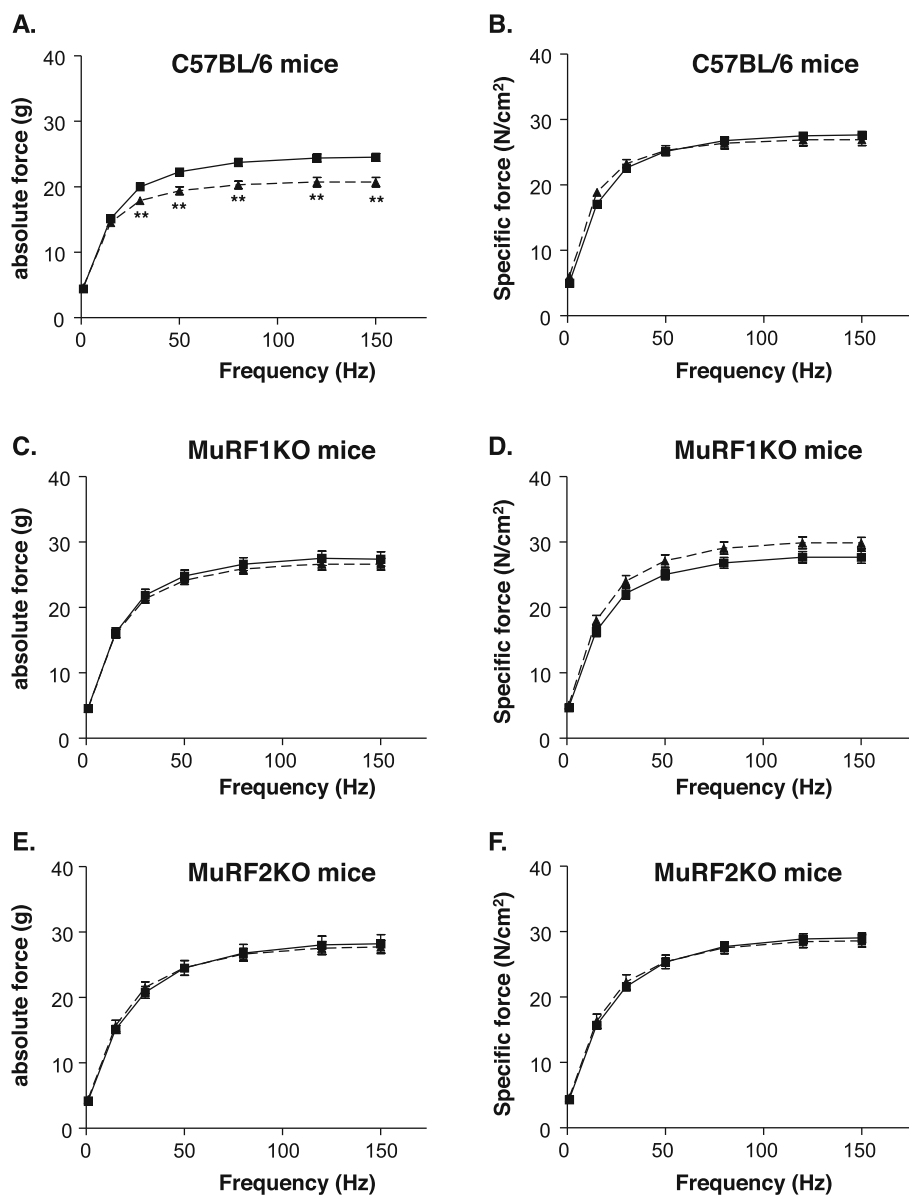 A.
C57BL/6 mice
absolute force (g)
40
30
20
10
0
** ** ** ** **
0 50 100 150
Frequency (Hz)
B.
C57BL/6 mice
Specific force (N/cm²)
40
30
20
10
0
0 50 100 150
Frequency (Hz)
C.
MuRF1KO mice
absolute force (g)
40
30
20
10
0
0 50 100 150
Frequency (Hz)
D.
MuRF1KO mice
Specific force (N/cm²)
40
30
20
10
0
0 50 100 150
Frequency (Hz)
E.
MuRF2KO mice
absolute force (g)
40
30
20
10
0
0 50 100 150
Frequency (Hz)
F.
MuRF2KO mice
Specific force (N/cm²)
40
30
20
10
0
0 50 100 150
Frequency (Hz)